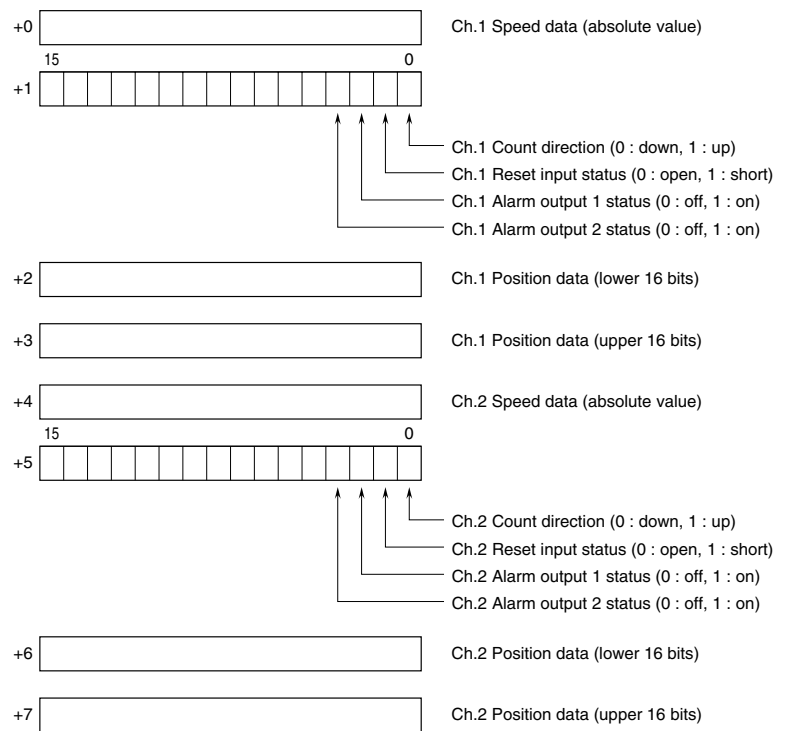 +0 Ch.1 Speed data (absolute value)
15 0
+1
Ch.1 Count direction (0 : down, 1 : up)
Ch.1 Reset input status (0 : open, 1 : short)
Ch.1 Alarm output 1 status (0 : off, 1 : on)
Ch.1 Alarm output 2 status (0 : off, 1 : on)
+2 Ch.1 Position data (lower 16 bits)
+3 Ch.1 Position data (upper 16 bits)
+4 Ch.2 Speed data (absolute value)
15 0
+5
Ch.2 Count direction (0 : down, 1 : up)
Ch.2 Reset input status (0 : open, 1 : short)
Ch.2 Alarm output 1 status (0 : off, 1 : on)
Ch.2 Alarm output 2 status (0 : off, 1 : on)
+6 Ch.2 Position data (lower 16 bits)
+7 Ch.2 Position data (upper 16 bits)